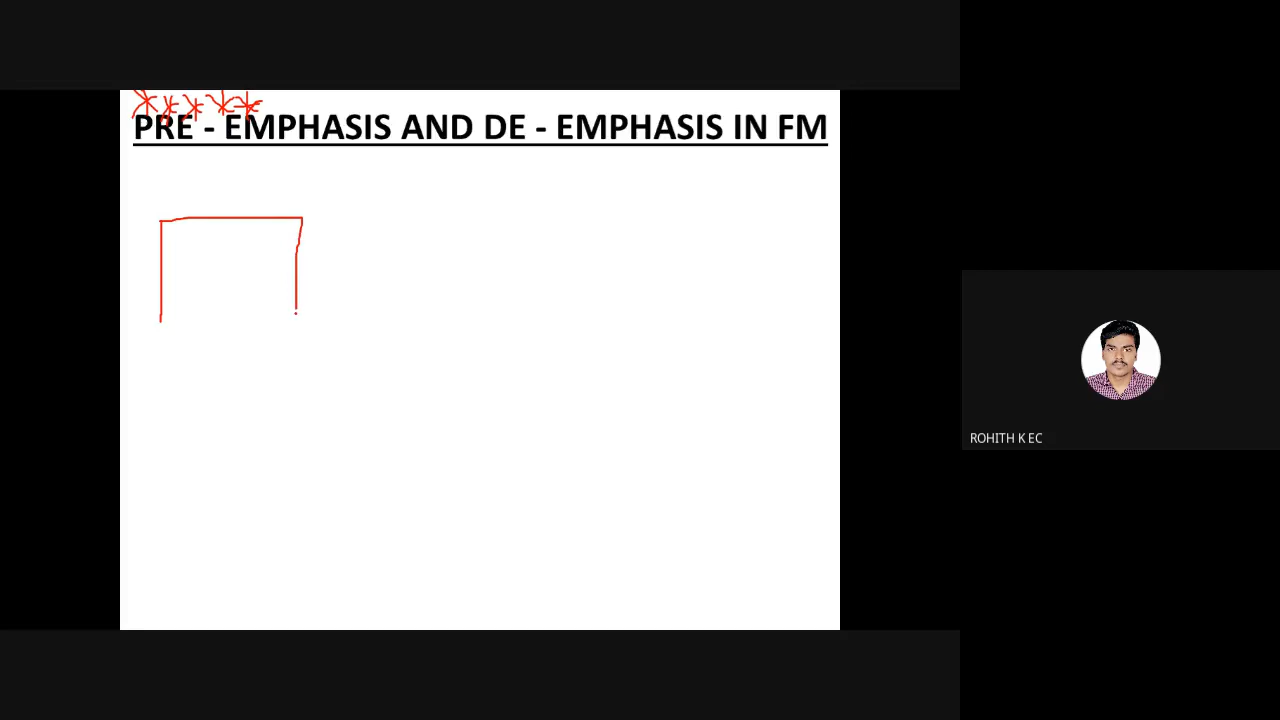 PRE - EMPHASIS AND DE - EMPHASIS IN FM
ROHITH K EC